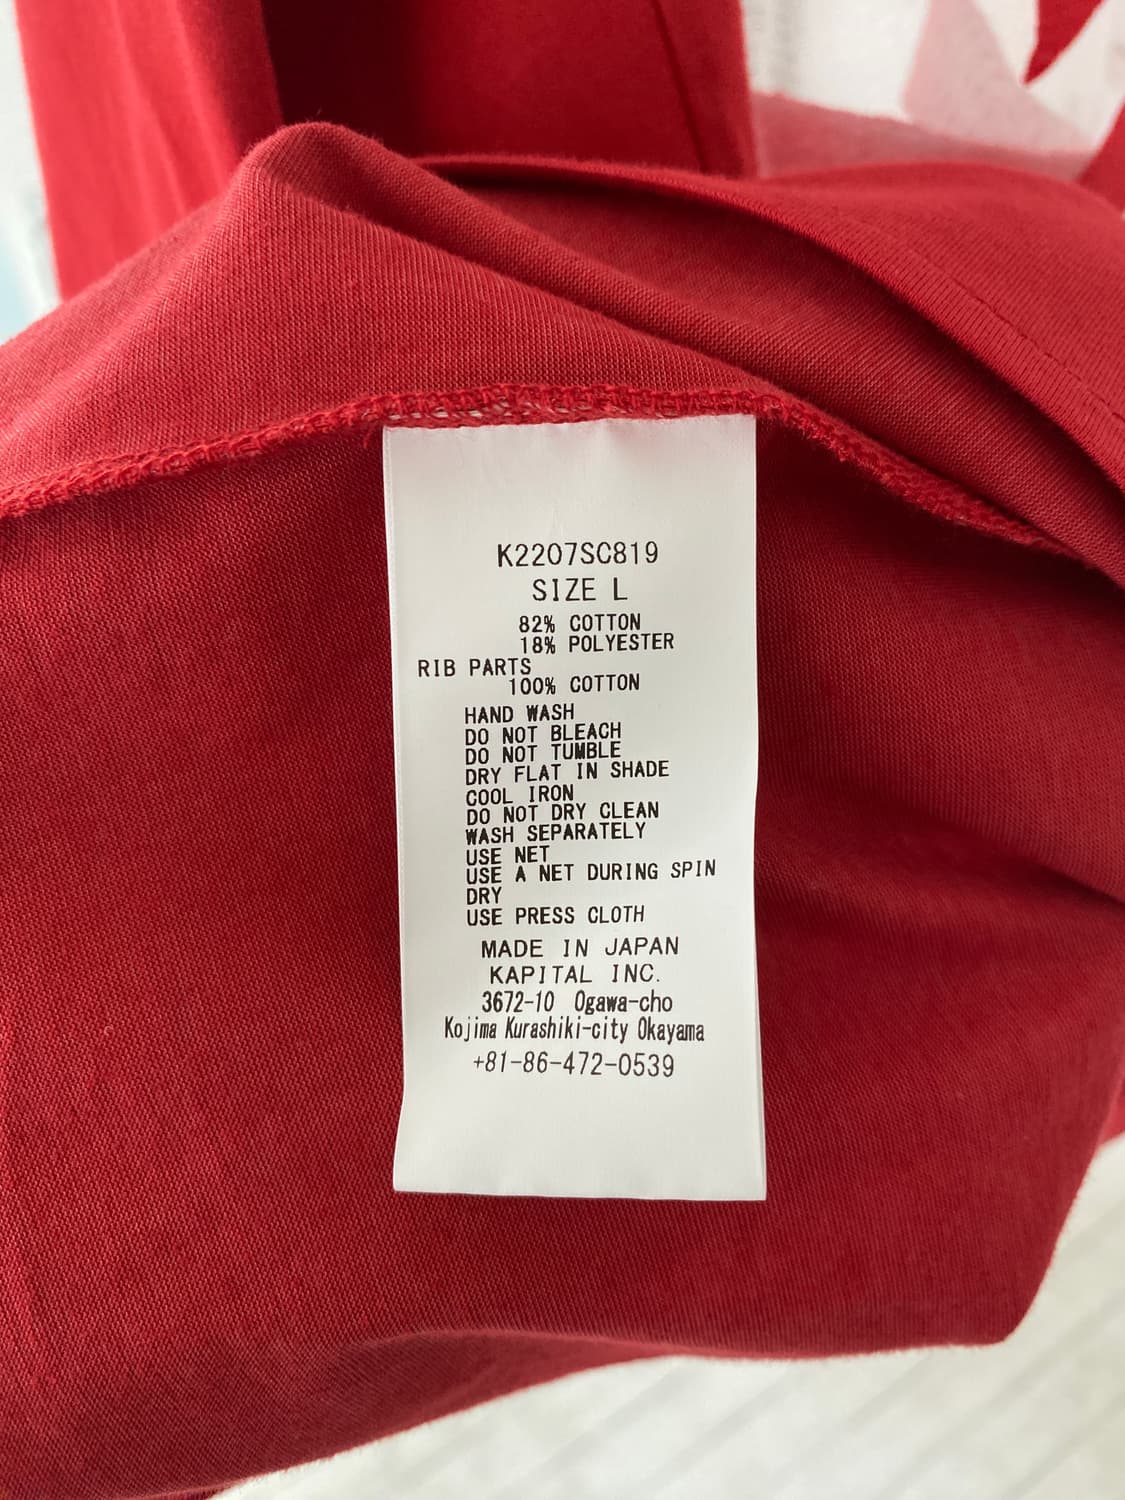 K2207SC819
SIZE L
82% COTTON
18% POLYESTER
RIB PARTS
100% COTTON
HAND WASH
DO NOT BLEACH
DO NOT TUMBLE
DRY FLAT IN SHADE
COOL IRON
DO NOT DRY CLEAN
WASH SEPARATELY
USE NET
USE A NET DURING SPIN
DRY
USE PRESS CLOTH
MADE IN JAPAN
KAPITAL INC.
3672-10 Ogawa-cho
Kojima Kurashiki-city Okayama
+81-86-472-0539